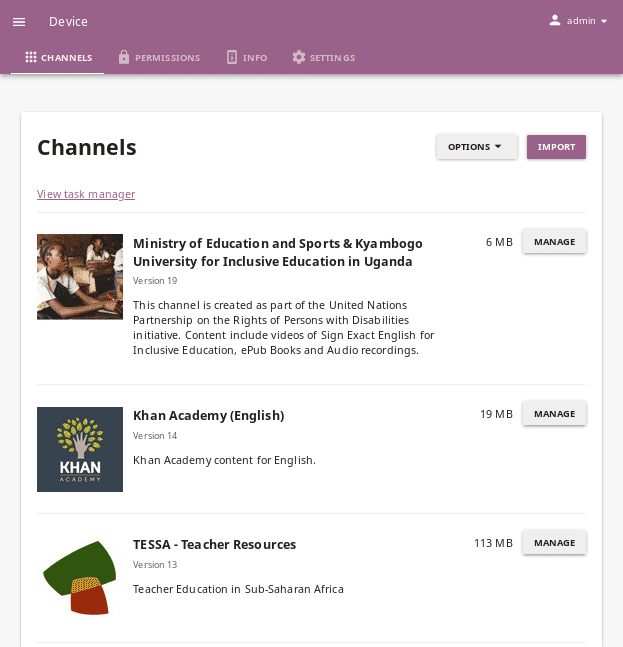 Device
admin
CHANNELS
PERMISSIONS
INFO
SETTINGS
Channels
OPTIONS
IMPORT
View task manager
Ministry of Education and Sports & Kyambogo
University for Inclusive Education in Uganda
6 MB
MANAGE
Version 19
This channel is created as part of the United Nations
Partnership on the Rights of Persons with Disabilities
initiative. Content include videos of Sign Exact English for
Inclusive Education, ePub Books and Audio recordings.
KHAN
ACADEMY
Khan Academy (English)
19 MB
MANAGE
Version 14
Khan Academy content for English.
TESSA - Teacher Resources
113 MB
MANAGE
Version 13
Teacher Education in Sub-Saharan Africa